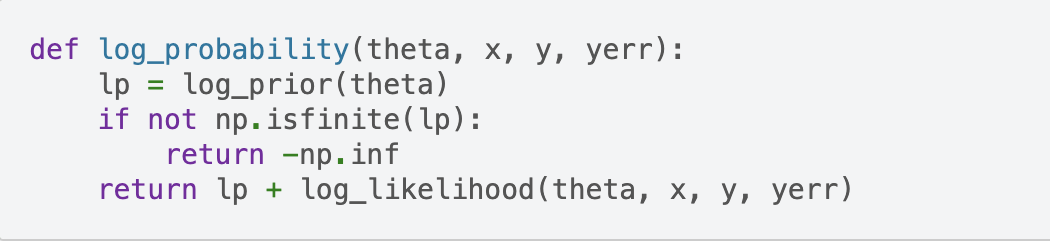 def log_probability(theta, x, y, yerr):
    lp = log_prior(theta)
    if not np.isfinite(lp):
        return -np.inf
    return lp + log_likelihood(theta, x, y, yerr)